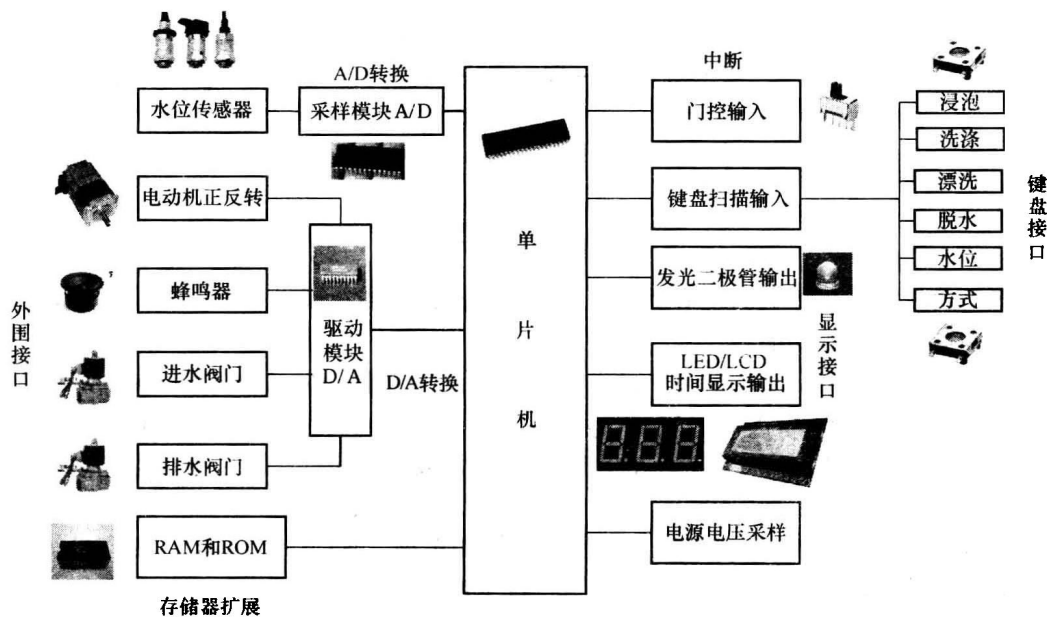 A/D转换
水位传感器
采样模块A/D
电动机正反转
蜂鸣器
进水阀门
排水阀门
RAM和ROM
存储器扩展
外围接口
驱动
模块
D/A
D/A转换
单片机
中断
门控输入
键盘扫描输入
发光二极管输出
LED/LCD
时间显示输出
电源电压采样
显示接口
8.8.8.
浸泡
洗涤
漂洗
脱水
水位
方式
键盘接口